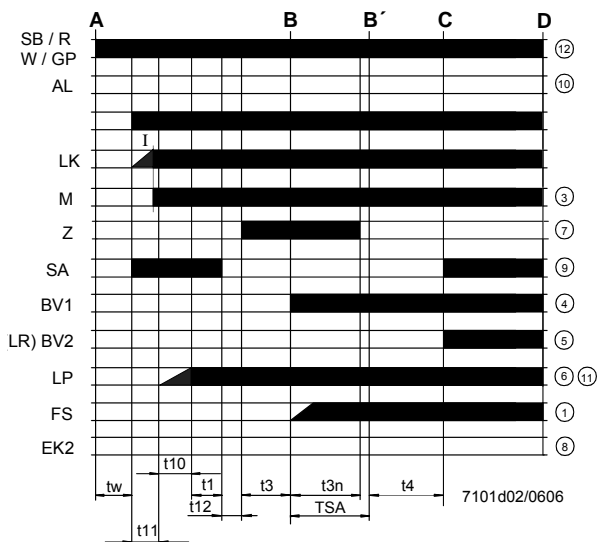 A B B´ C D
SB / R
W / GP ⑫
AL ⑩
I
LK
M ③
Z ⑦
SA ⑨
BV1 ④
LR) BV2 ⑤
LP ⑥ ⑪
FS ①
EK2 ⑧
t10
tw t1 t3 t3n t4
t12 TSA 7101d02/0606
t11